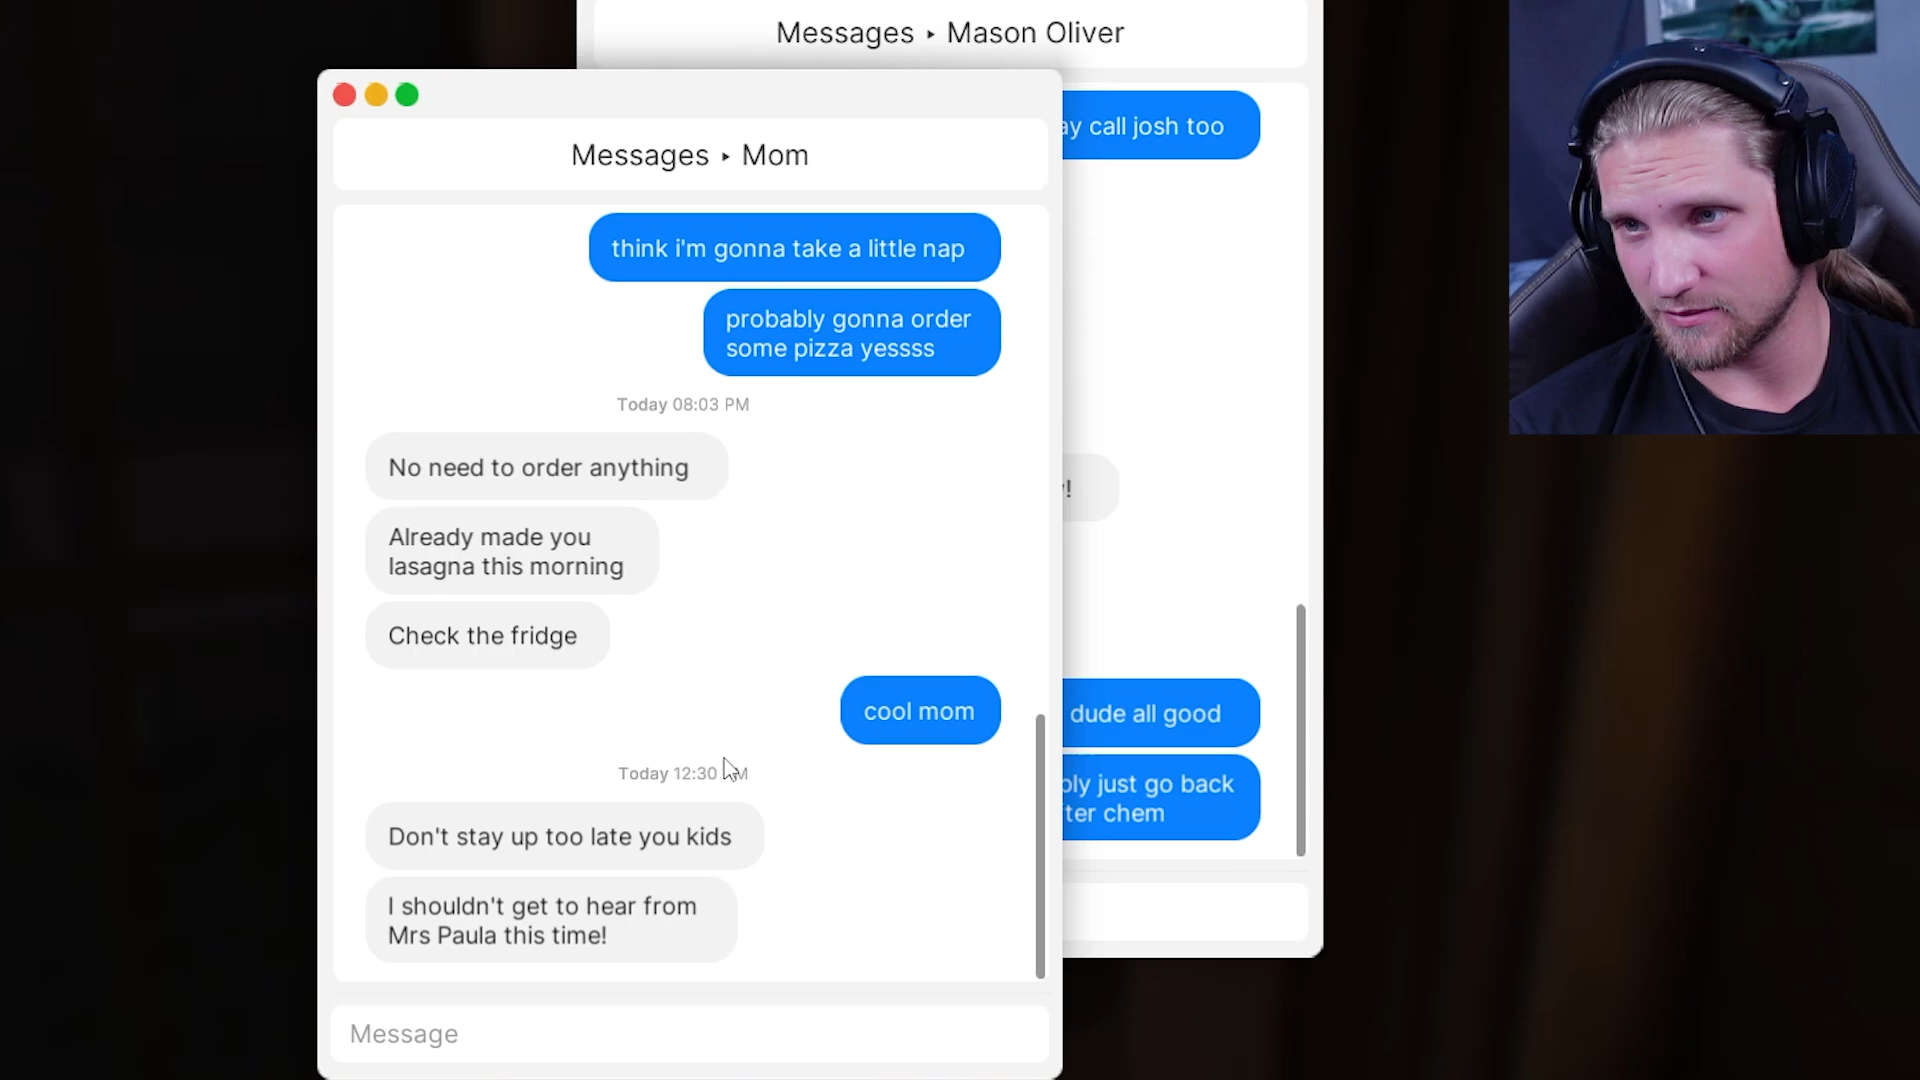 Messages ▸ Mason Oliver
call josh too
dude all good
just go back
chem
Messages ▸ Mom
think i'm gonna take a little nap
probably gonna order
some pizza yessss
Today 08:03 PM
No need to order anything
Already made you
lasagna this morning
Check the fridge
cool mom
Today 12:30
Don't stay up too late you kids
I shouldn't get to hear from
Mrs Paula this time!
Message